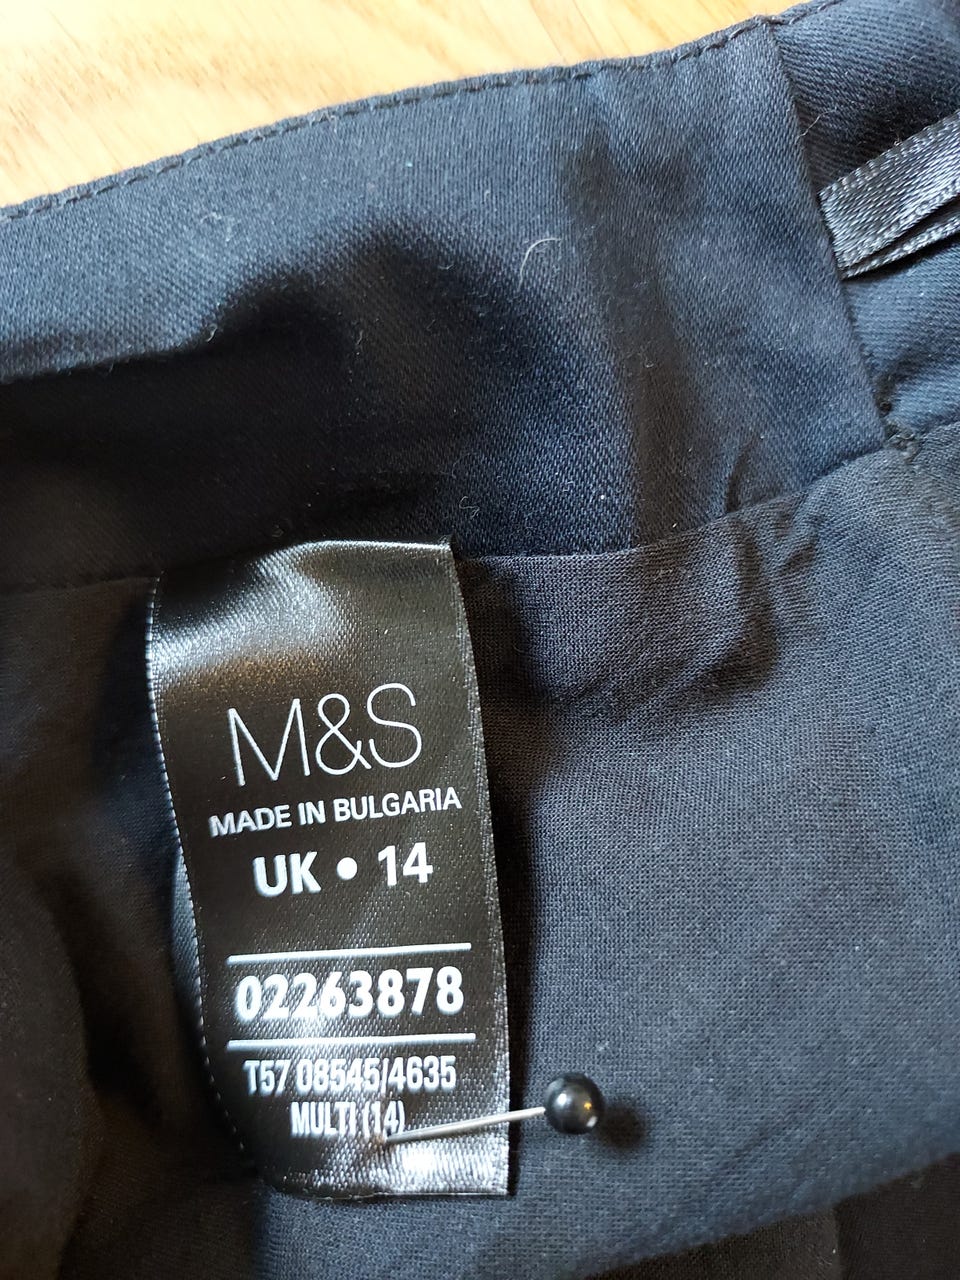 M&S
MADE IN BULGARIA
UK • 14
02263878
T57 08545/4635
MULTI (14)